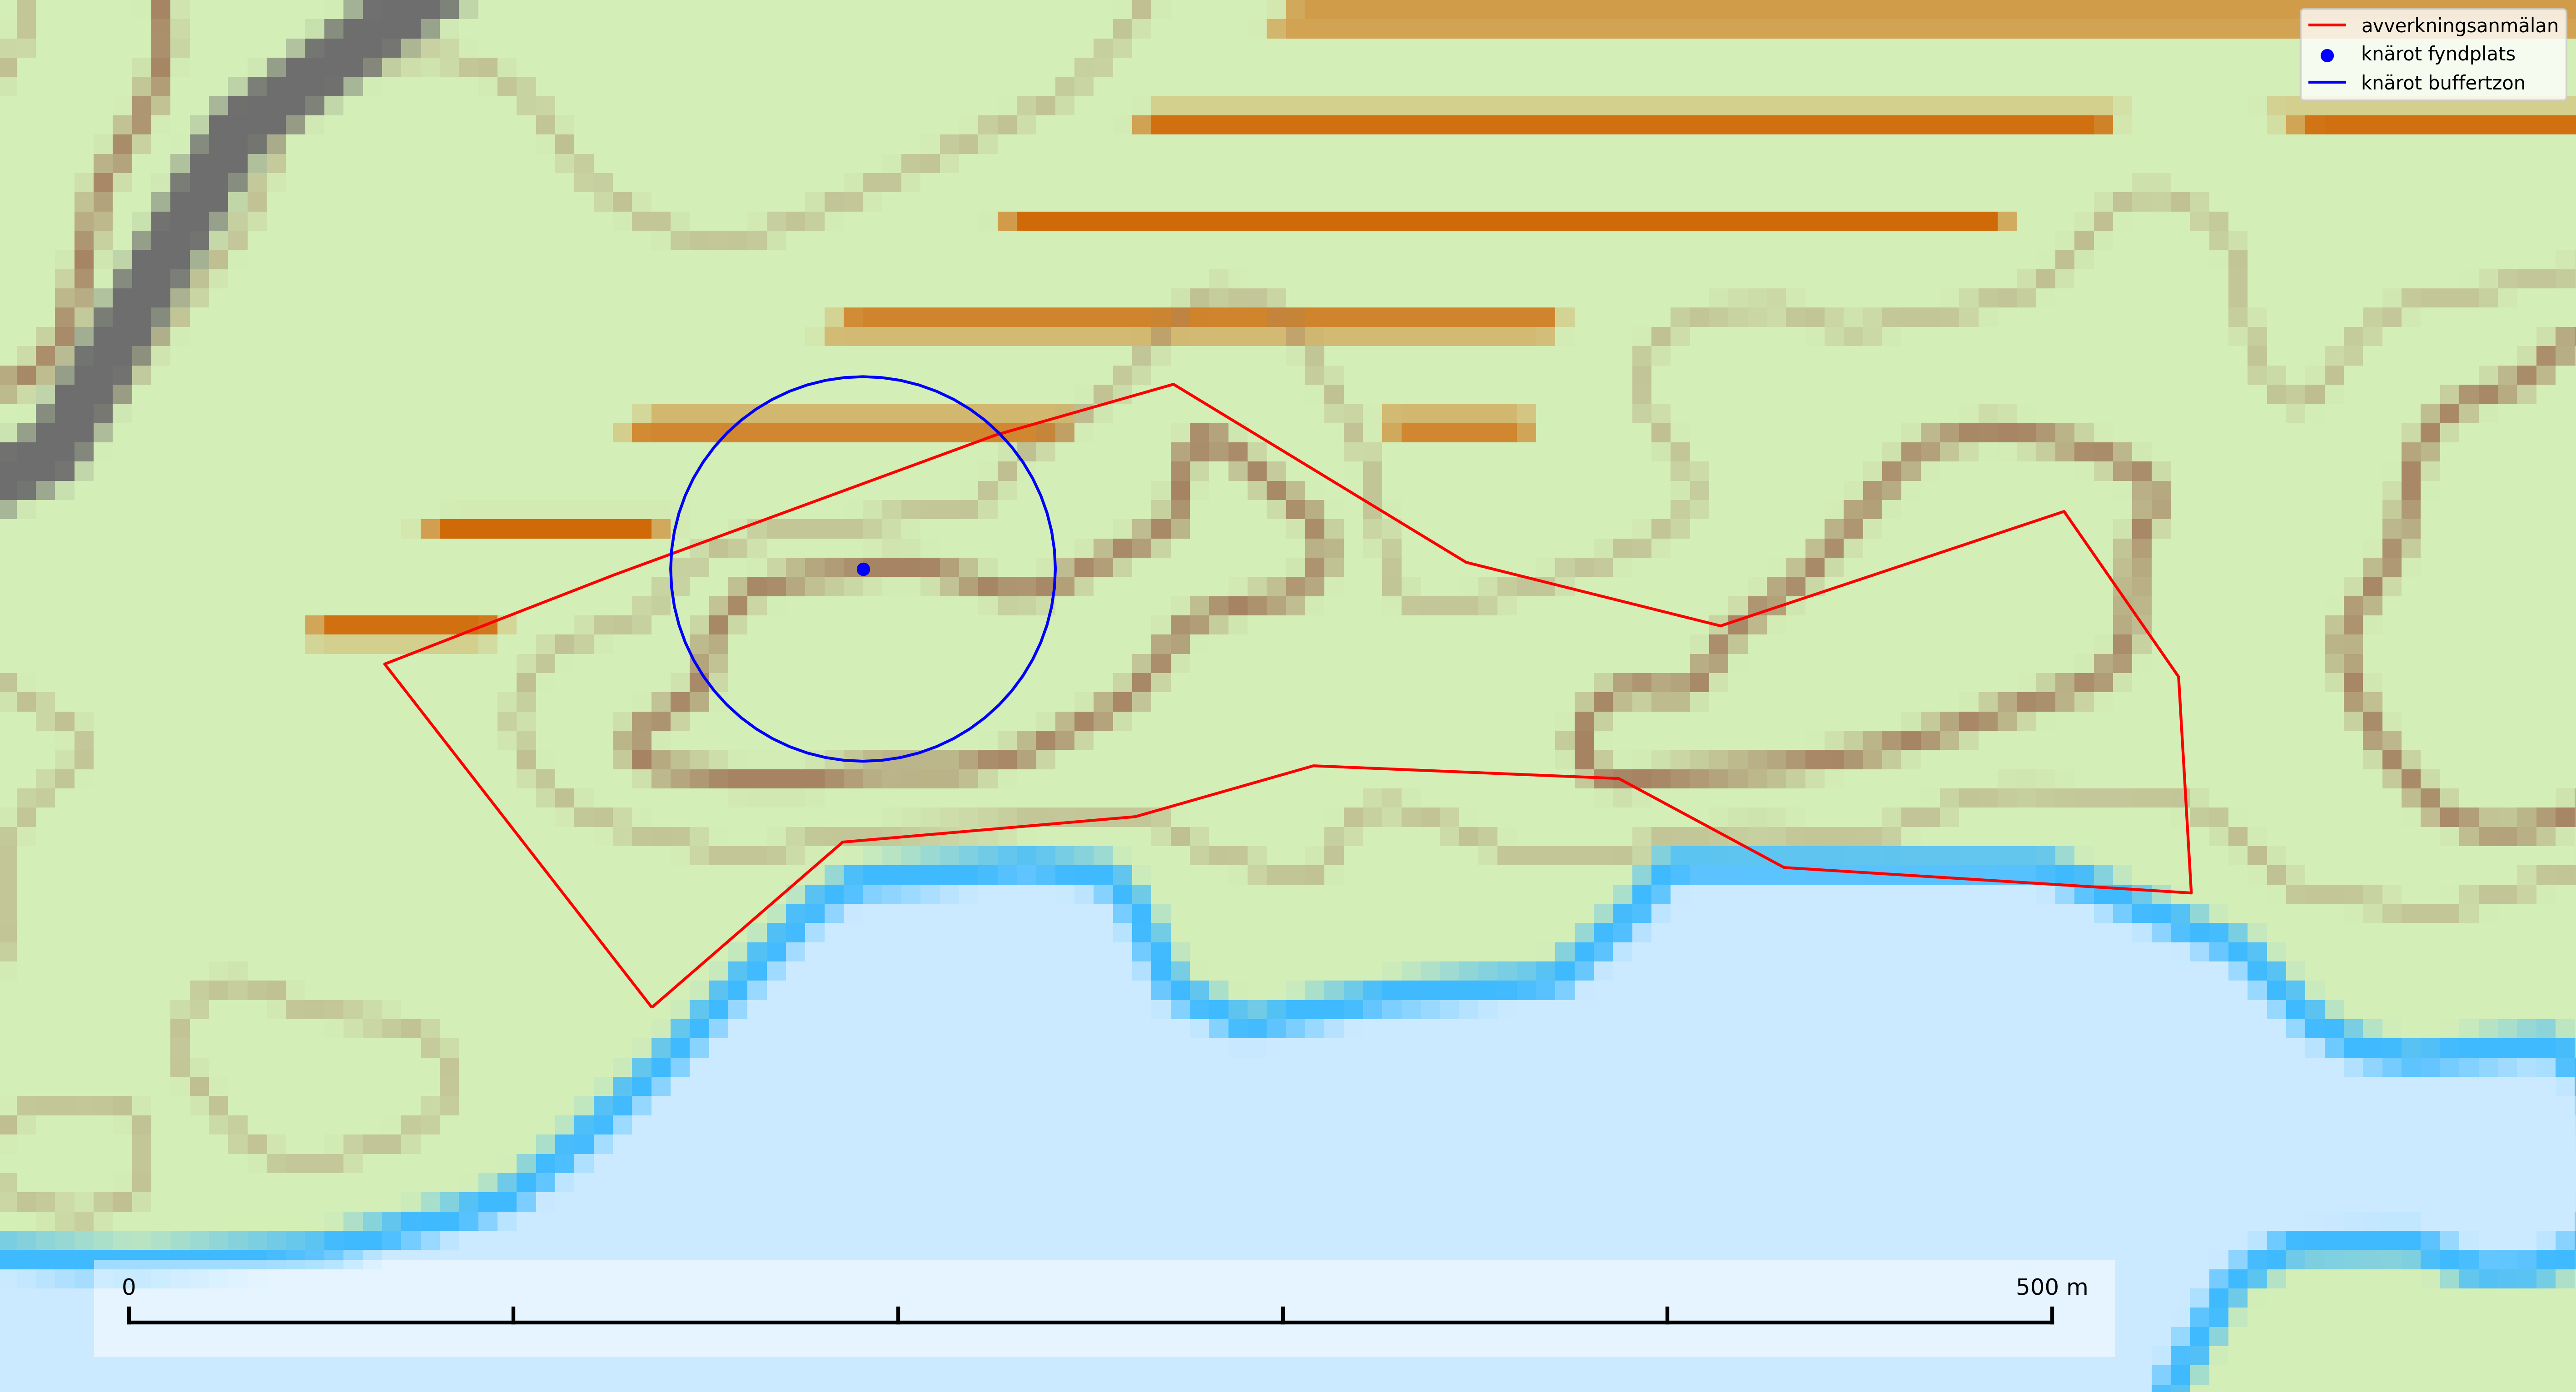 avverkningsanmälan
knärot fyndplats
knärot buffertzon
0 500 m